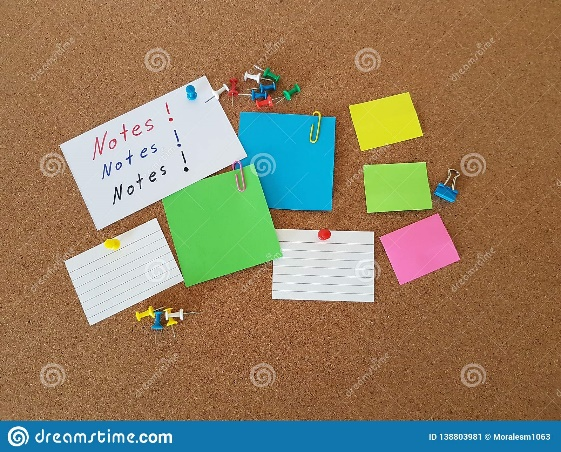 Notes !
Notes !
Notes !
dreamstime.com
ID 138803981 © Moralesm1063